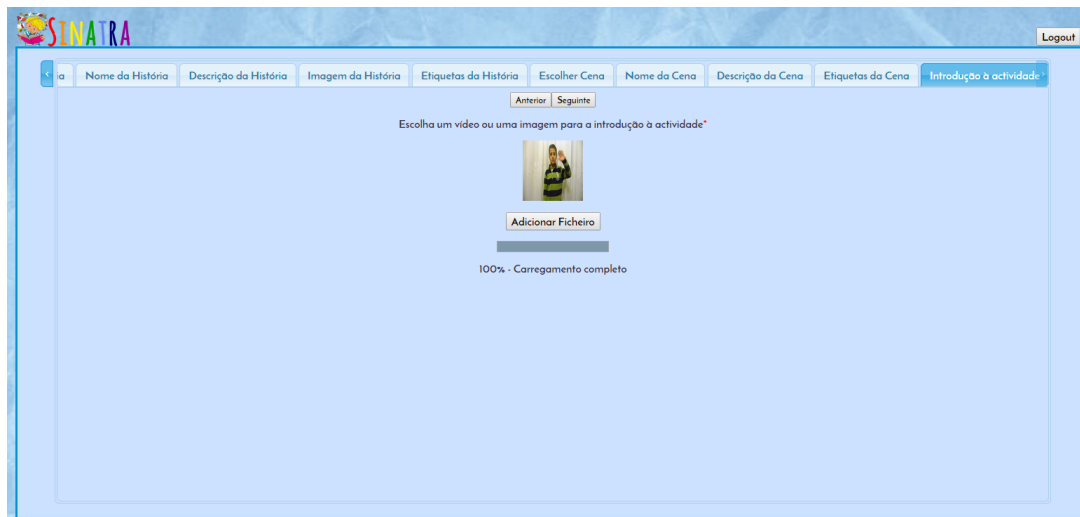 SINATRA
Logout
ia Nome da História Descrição da História Imagem da História Etiquetas da História Escolher Cena Nome da Cena Descrição da Cena Etiquetas da Cena Introdução à actividade*
Anterior Seguinte
Escolha um vídeo ou uma imagem para a introdução à actividade*
Adicionar Ficheiro
100% - Carregamento completo